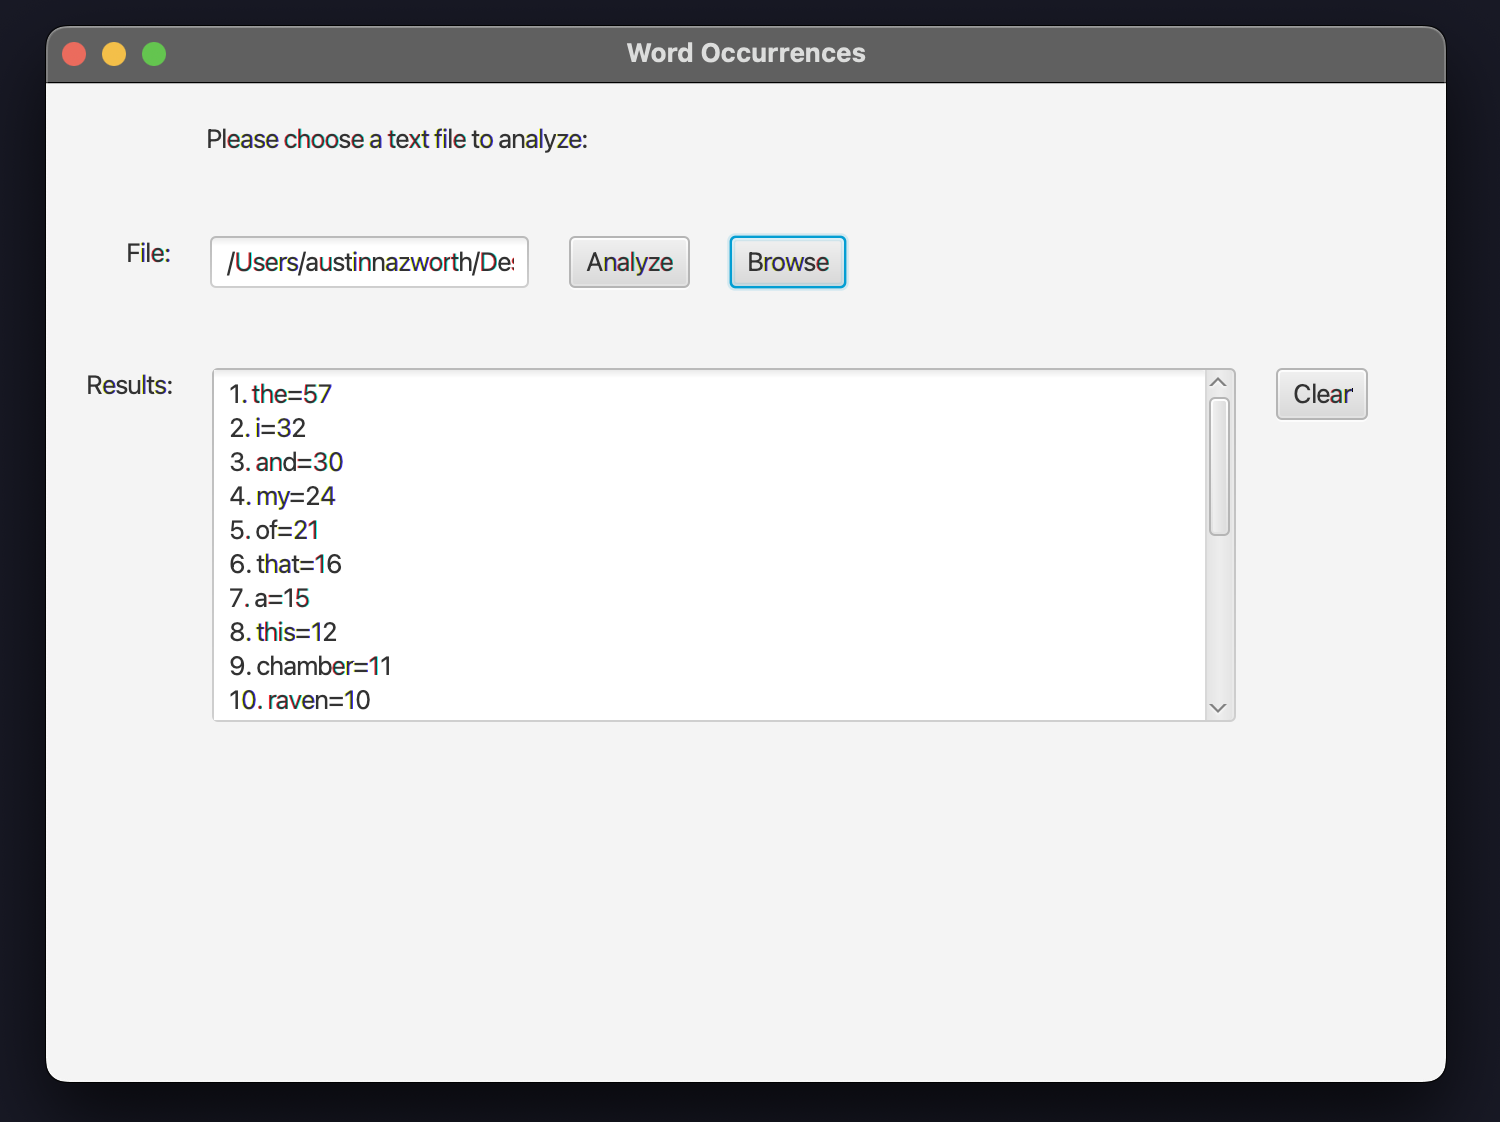 Word Occurrences
Please choose a text file to analyze:
File:
/Users/austinnazworth/Des
Analyze
Browse
Results:
1. the=57
2. i=32
3. and=30
4. my=24
5. of=21
6. that=16
7. a=15
8. this=12
9. chamber=11
10. raven=10
Clear